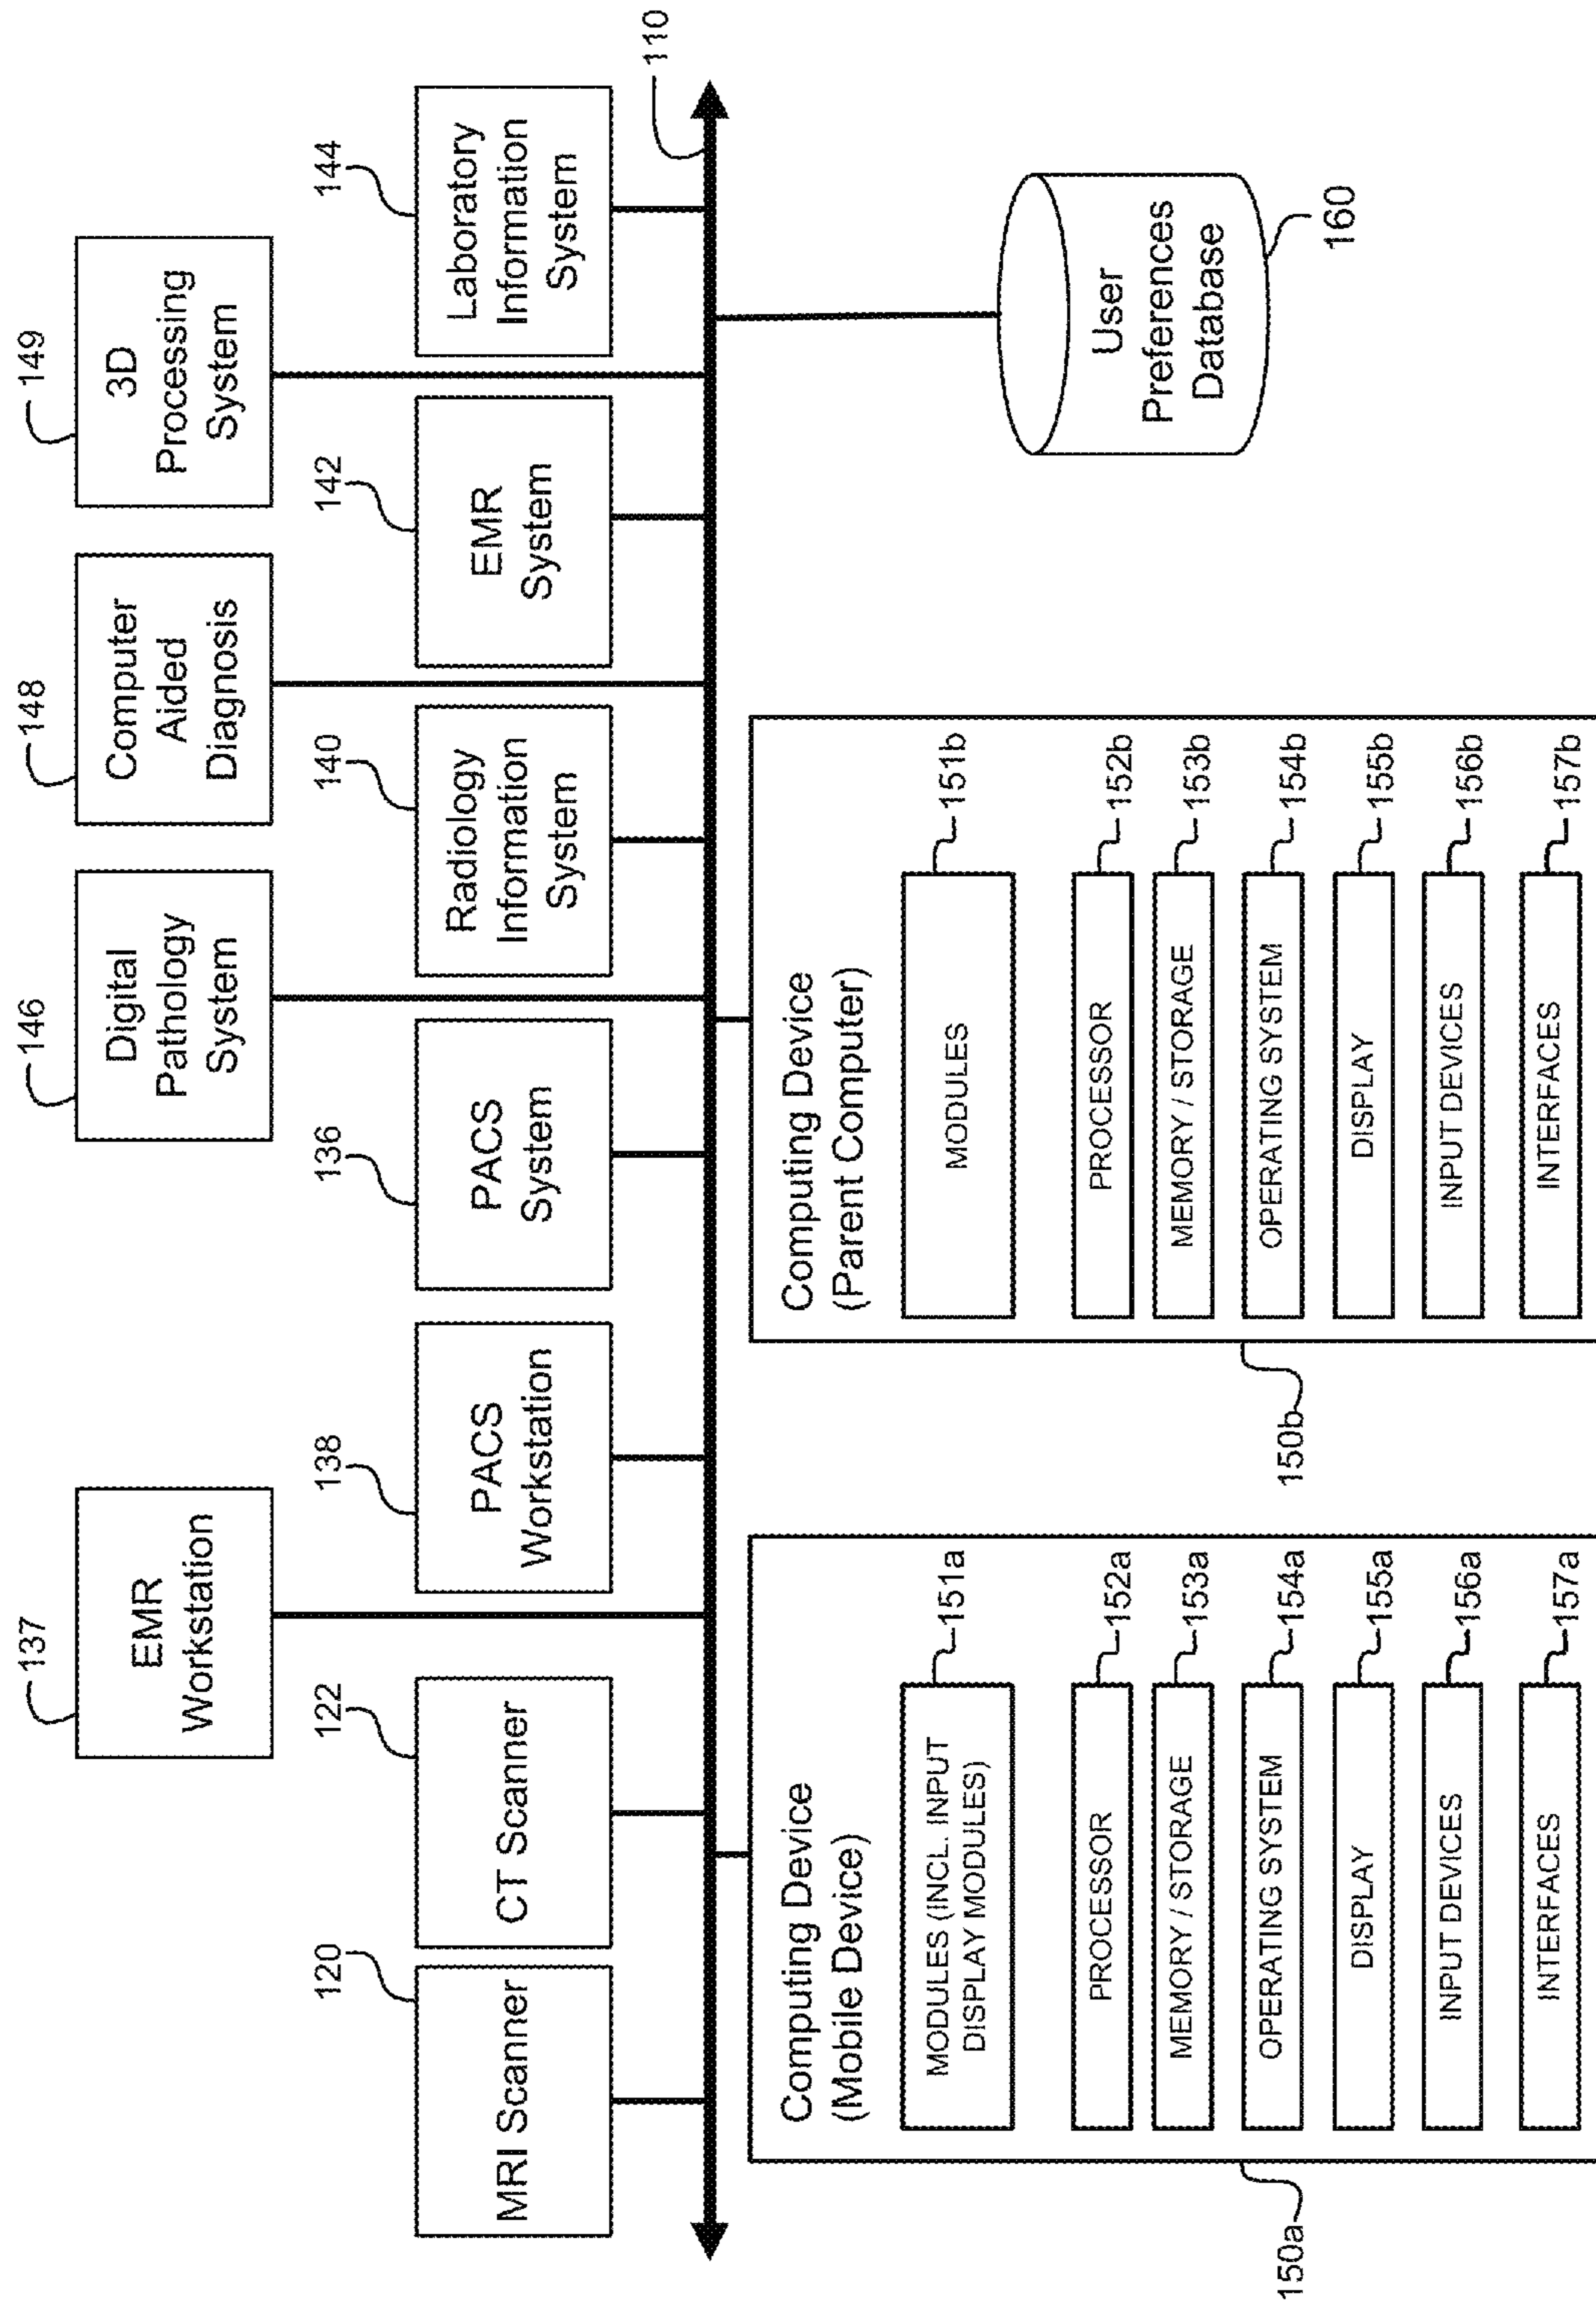 137
EMR
Workstation
146
Digital
Pathology
System
148
Computer
Aided
Diagnosis
149
3D
Processing
System
120
MRI Scanner
122
CT Scanner
138
PACS
Workstation
136
PACS
System
140
Radiology
Information
System
142
EMR
System
144
Laboratory
Information
System
110
Computing Device
(Mobile Device)
MODULES (INCL. INPUT
DISPLAY MODULES)
151a
PROCESSOR
152a
MEMORY / STORAGE
153a
OPERATING SYSTEM
154a
DISPLAY
155a
INPUT DEVICES
156a
INTERFACES
157a
150a
Computing Device
(Parent Computer)
MODULES
151b
PROCESSOR
152b
MEMORY / STORAGE
153b
OPERATING SYSTEM
154b
DISPLAY
155b
INPUT DEVICES
156b
INTERFACES
157b
150b
User
Preferences
Database
160